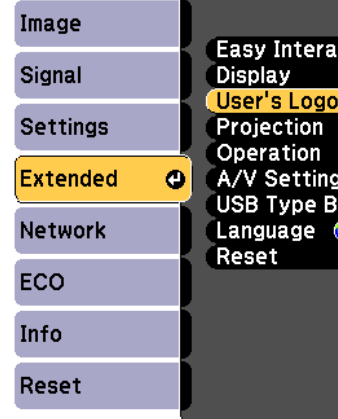 Image
Signal
Settings
Extended
Network
ECO
Info
Reset
Easy Intera
Display
User's Logo
Projection
Operation
A/V Setting
USB Type B
Language
Reset